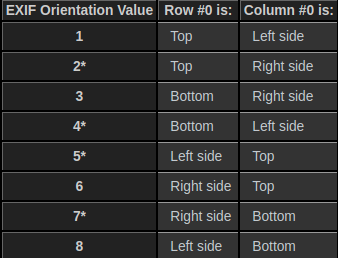 EXIF Orientation Value Row #0 is: Column #0 is:
1 Top Left side
2* Top Right side
3 Bottom Right side
4* Bottom Left side
5* Left side Top
6 Right side Top
7* Right side Bottom
8 Left side Bottom